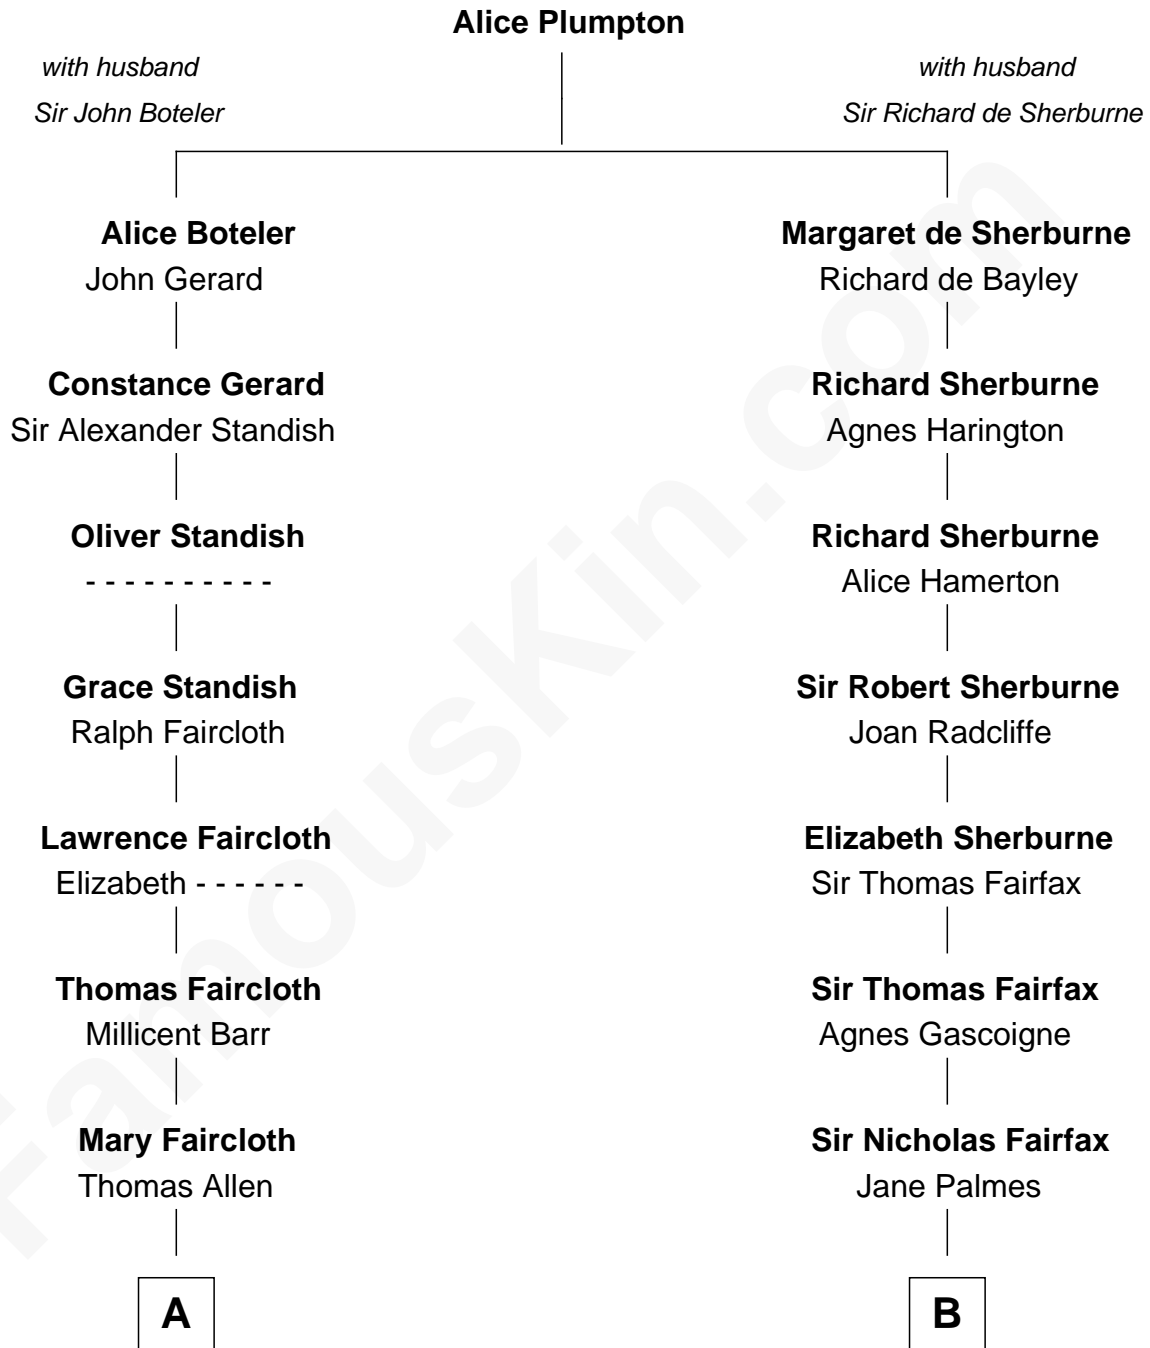 Alice Plumpton
with husband
Sir John Boteler
with husband
Sir Richard de Sherburne
Alice Boteler
John Gerard
Margaret de Sherburne
Richard de Bayley
Constance Gerard
Sir Alexander Standish
Richard Sherburne
Agnes Harington
Oliver Standish
- - - - - - - - - -
Richard Sherburne
Alice Hamerton
Grace Standish
Ralph Faircloth
Sir Robert Sherburne
Joan Radcliffe
Lawrence Faircloth
Elizabeth - - - - - -
Elizabeth Sherburne
Sir Thomas Fairfax
Thomas Faircloth
Millicent Barr
Sir Thomas Fairfax
Agnes Gascoigne
Mary Faircloth
Thomas Allen
Sir Nicholas Fairfax
Jane Palmes
A
B
FamousKin.com